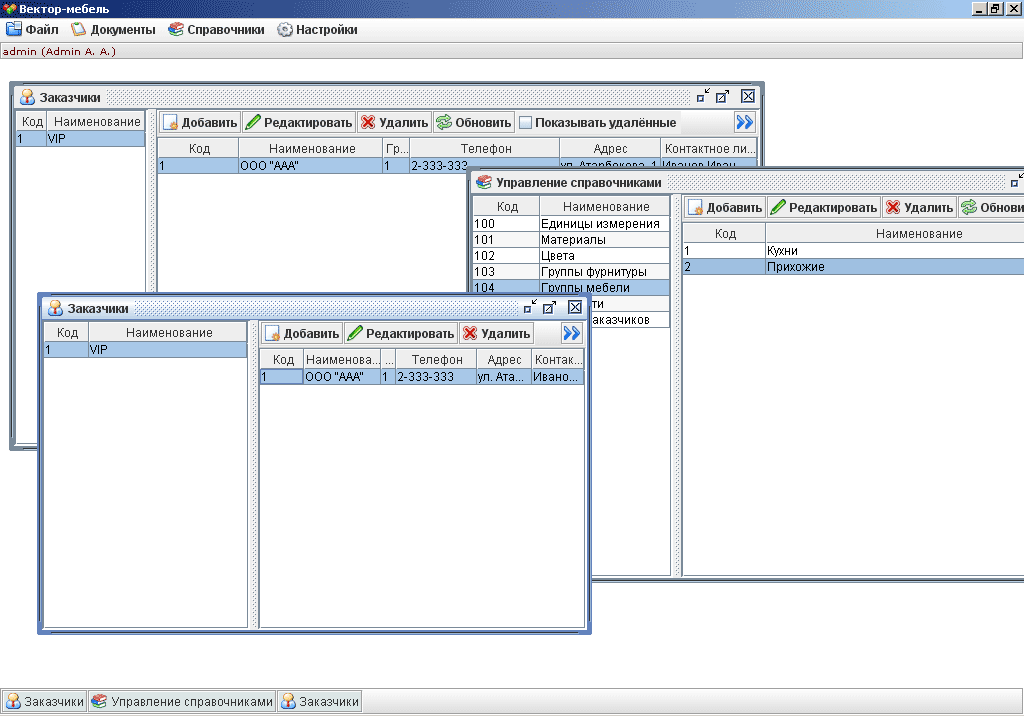 Вектор-мебель
Файл Документы Справочники Настройки
admin (Admin A. A.)
Заказчики
Код Наименование
1 VIP
Добавить Редактировать Удалить Обновить Показывать удалённые
Код Наименование Гр... Телефон Адрес Контактное ли...
1 ООО "ААА" 1 2-333-333 ул. Атарбекова, 1 Иванов Иван
Управление справочниками
Код Наименование
100 Единицы измерения
101 Материалы
102 Цвета
103 Группы фурнитуры
104 Группы мебели
ти
аказчиков
Добавить Редактировать Удалить Обнови
Код Наименование
1 Кухни
2 Прихожие
Заказчики
Код Наименование
1 VIP
Добавить Редактировать Удалить
Код Наименова... ... Телефон Адрес Контак...
1 ООО "ААА" 1 2-333-333 ул. Ата... Ивано...
Заказчики Управление справочниками Заказчики